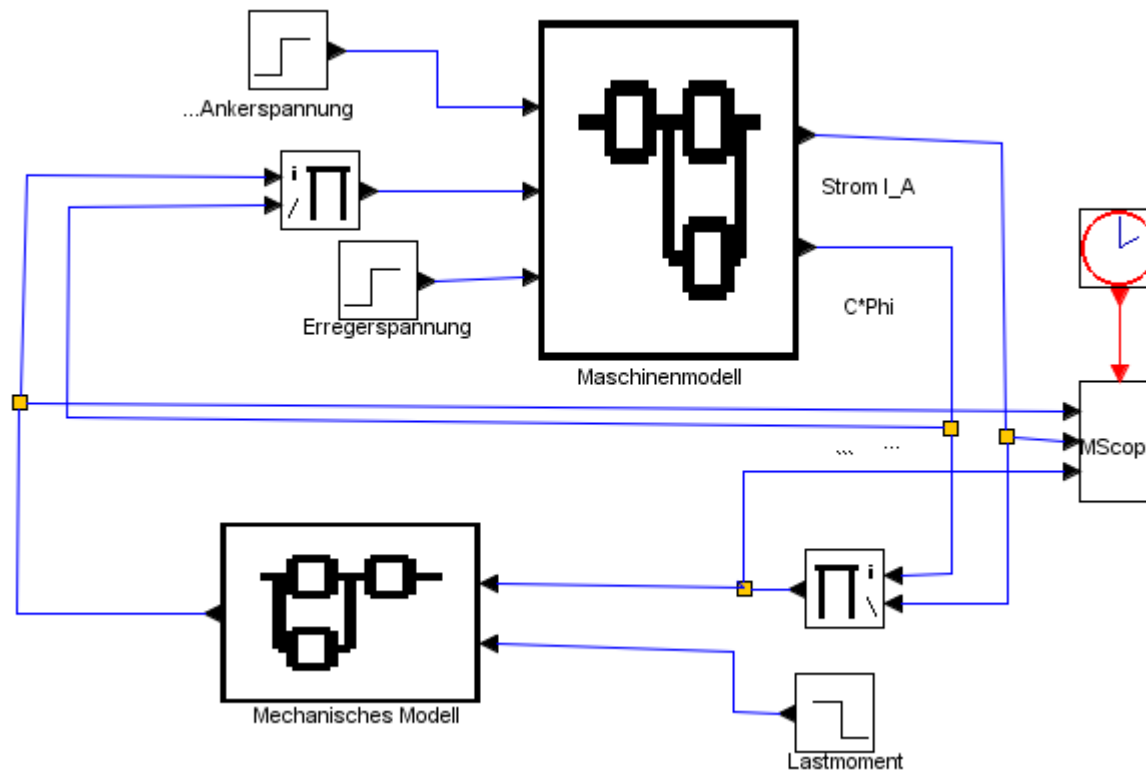 ...Ankerspannung
i
Strom I_A
Erregerspannung
C*Phi
Maschinenmodell
MScop
i
Mechanisches Modell
Lastmoment